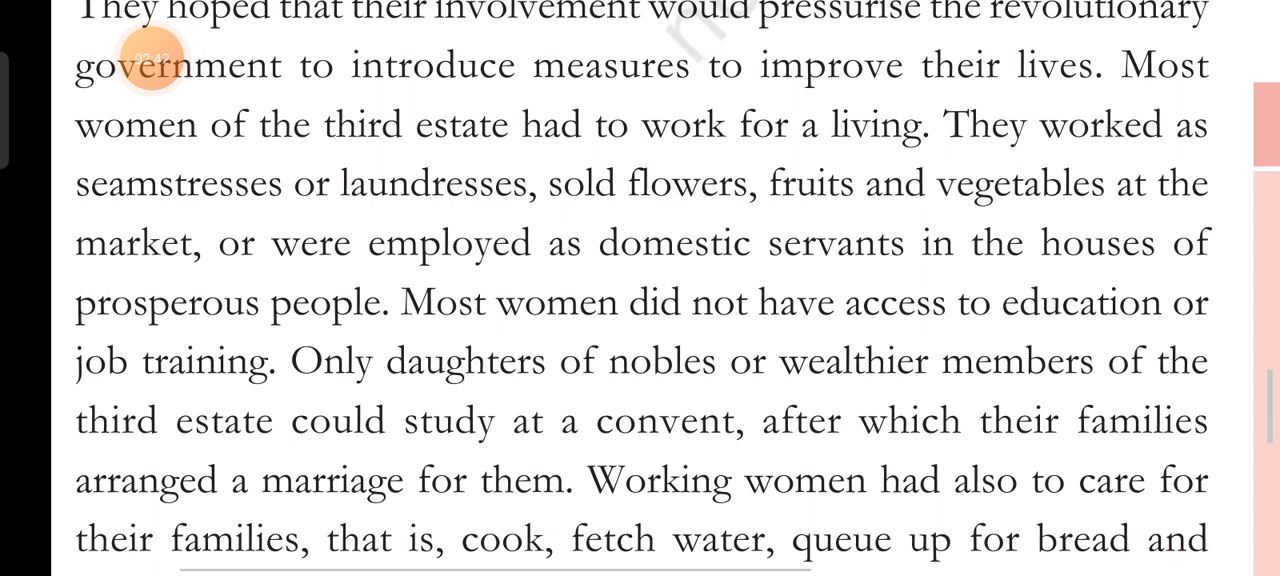 They hoped that their involvement would pressurise the revolutionary
government to introduce measures to improve their lives. Most
women of the third estate had to work for a living. They worked as
seamstresses or laundresses, sold flowers, fruits and vegetables at the
market, or were employed as domestic servants in the houses of
prosperous people. Most women did not have access to education or
job training. Only daughters of nobles or wealthier members of the
third estate could study at a convent, after which their families
arranged a marriage for them. Working women had also to care for
their families, that is, cook, fetch water, queue up for bread and